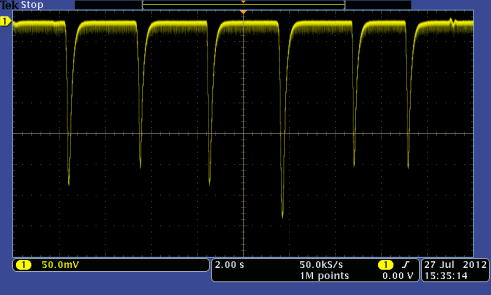 Tek Stop
1
1 50.0mV
2.00 s
50.0kS/s
1M points
1
0.00 V
27 Jul 2012
15:35:14